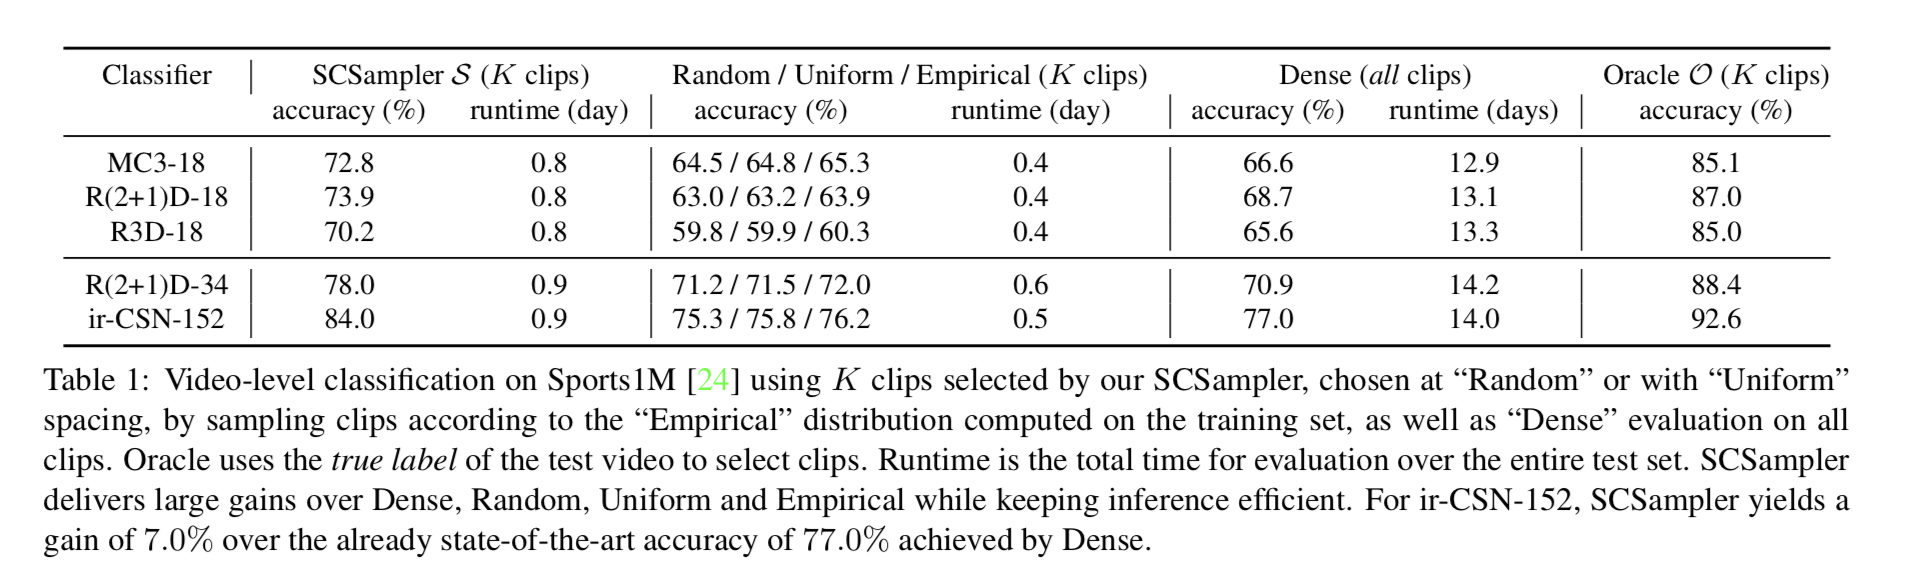 Classifier | SCSampler 𝒮 (K clips) Random / Uniform / Empirical (K clips) Dense (all clips) Oracle 𝒪 (K clips)
accuracy (%) runtime (day) | accuracy (%) runtime (day) | accuracy (%) runtime (days) | accuracy (%)
MC3-18 | 72.8 0.8 | 64.5 / 64.8 / 65.3 0.4 | 66.6 12.9 | 85.1
R(2+1)D-18 | 73.9 0.8 | 63.0 / 63.2 / 63.9 0.4 | 68.7 13.1 | 87.0
R3D-18 | 70.2 0.8 | 59.8 / 59.9 / 60.3 0.4 | 65.6 13.3 | 85.0
R(2+1)D-34 | 78.0 0.9 | 71.2 / 71.5 / 72.0 0.6 | 70.9 14.2 | 88.4
ir-CSN-152 | 84.0 0.9 | 75.3 / 75.8 / 76.2 0.5 | 77.0 14.0 | 92.6
Table 1: Video-level classification on Sports1M [24] using K clips selected by our SCSampler, chosen at “Random” or with “Uniform”
spacing, by sampling clips according to the “Empirical” distribution computed on the training set, as well as “Dense” evaluation on all
clips. Oracle uses the true label of the test video to select clips. Runtime is the total time for evaluation over the entire test set. SCSampler
delivers large gains over Dense, Random, Uniform and Empirical while keeping inference efficient. For ir-CSN-152, SCSampler yields a
gain of 7.0% over the already state-of-the-art accuracy of 77.0% achieved by Dense.